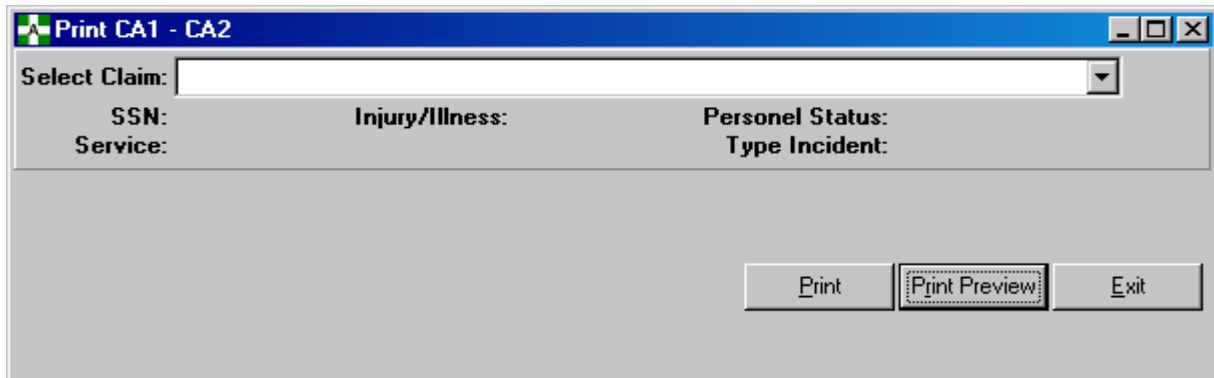 Print CA1 - CA2
Select Claim:
SSN: Injury/Illness: Personel Status:
Service: Type Incident:
Print Print Preview Exit